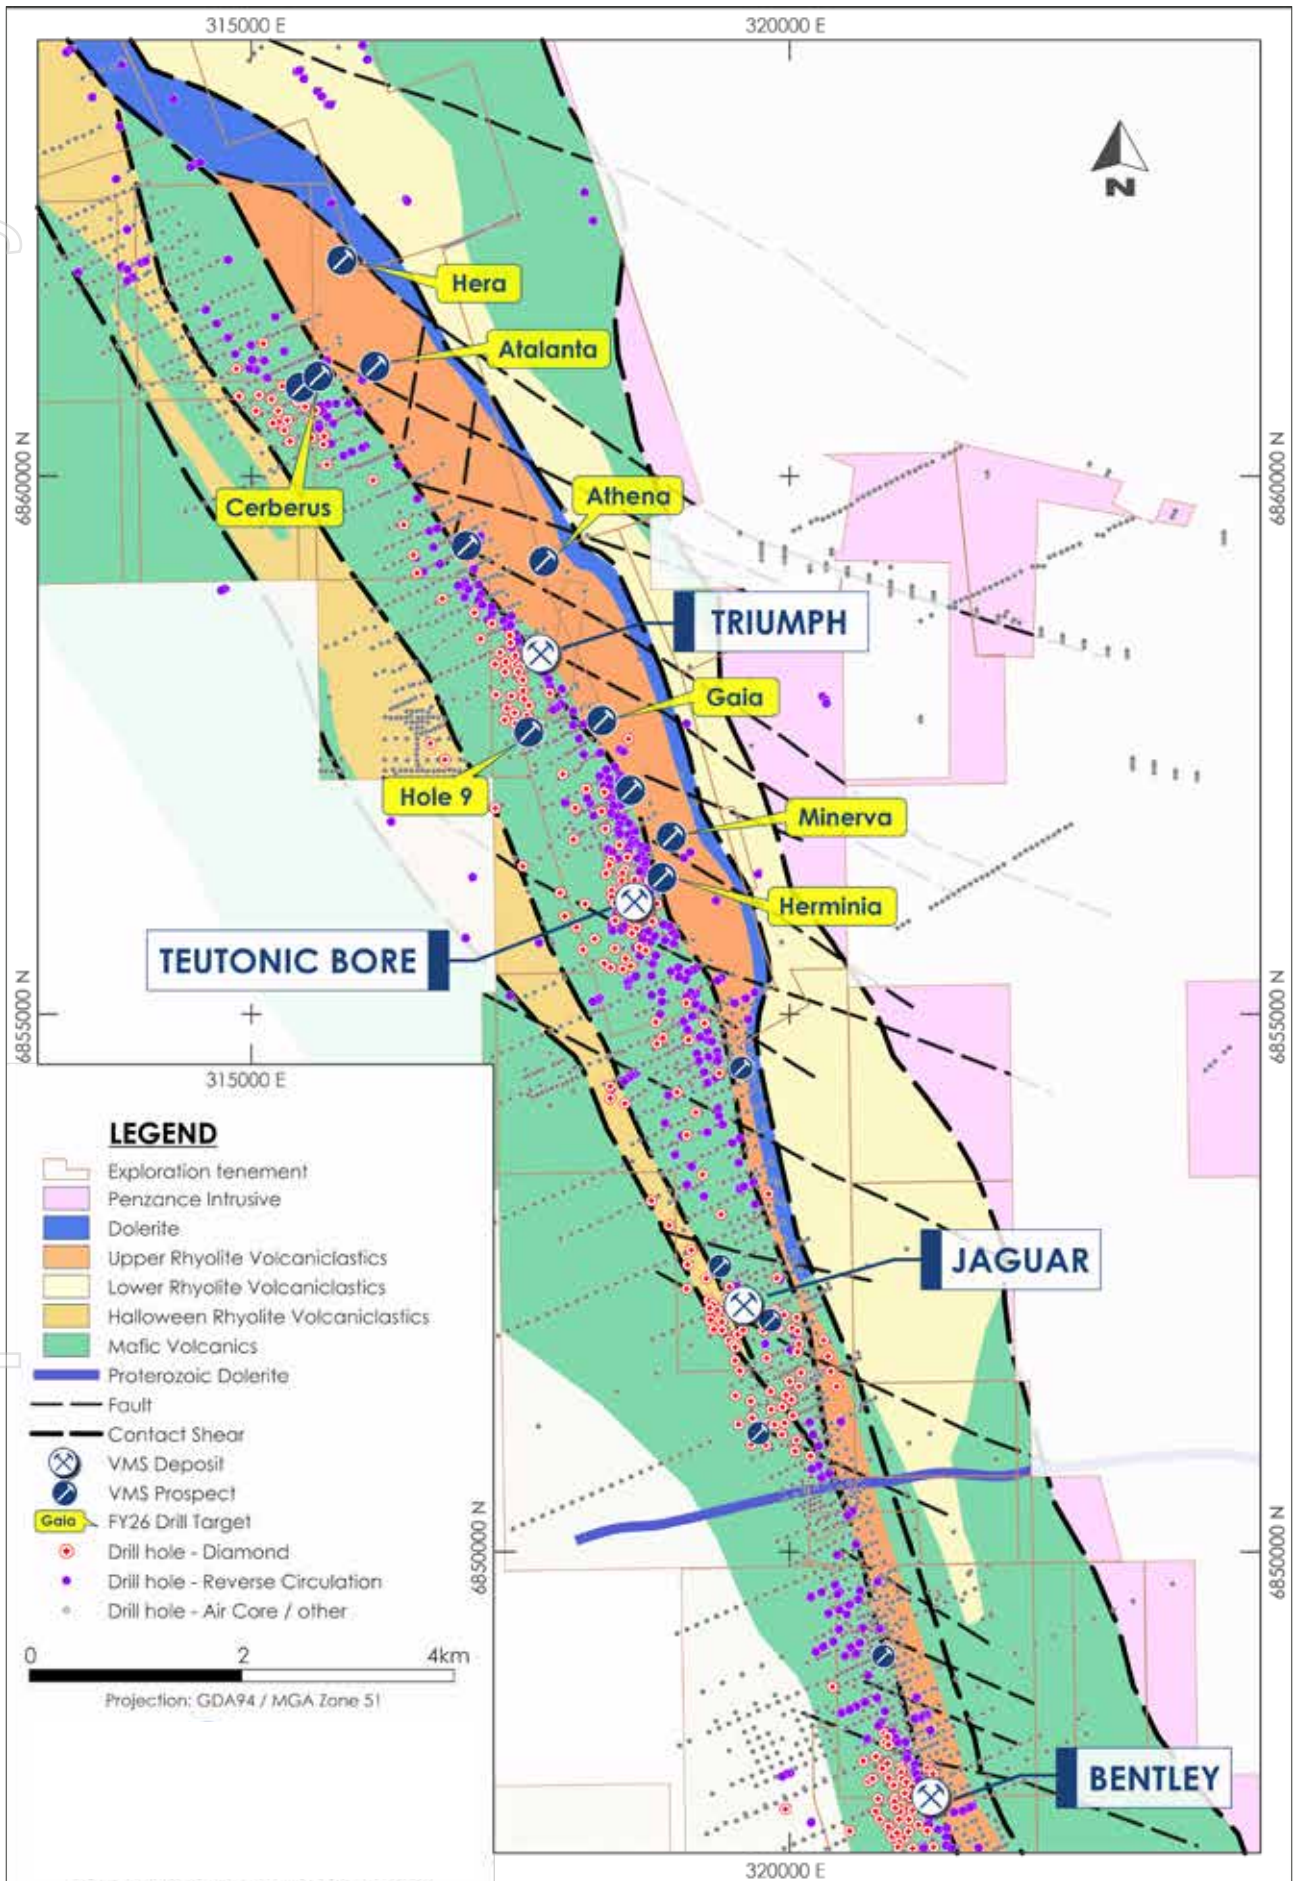 315000 E
320000 E
N
Hera
Atalanta
6860000 N
6860000 N
Cerberus
Athena
TRIUMPH
Gaia
Hole 9
Minerva
Herminia
TEUTONIC BORE
6855000 N
6855000 N
315000 E
LEGEND
Exploration tenement
Penzance Intrusive
Dolerite
Upper Rhyolite Volcaniclastics
Lower Rhyolite Volcaniclastics
Halloween Rhyolite Volcaniclastics
Mafic Volcanics
Proterozoic Dolerite
Fault
Contact Shear
VMS Deposit
VMS Prospect
Gaia FY26 Drill Target
Drill hole - Diamond
Drill hole - Reverse Circulation
Drill hole - Air Core / other
JAGUAR
6850000 N
6850000 N
0 2 4km
Projection: GDA94 / MGA Zone 51
BENTLEY
320000 E